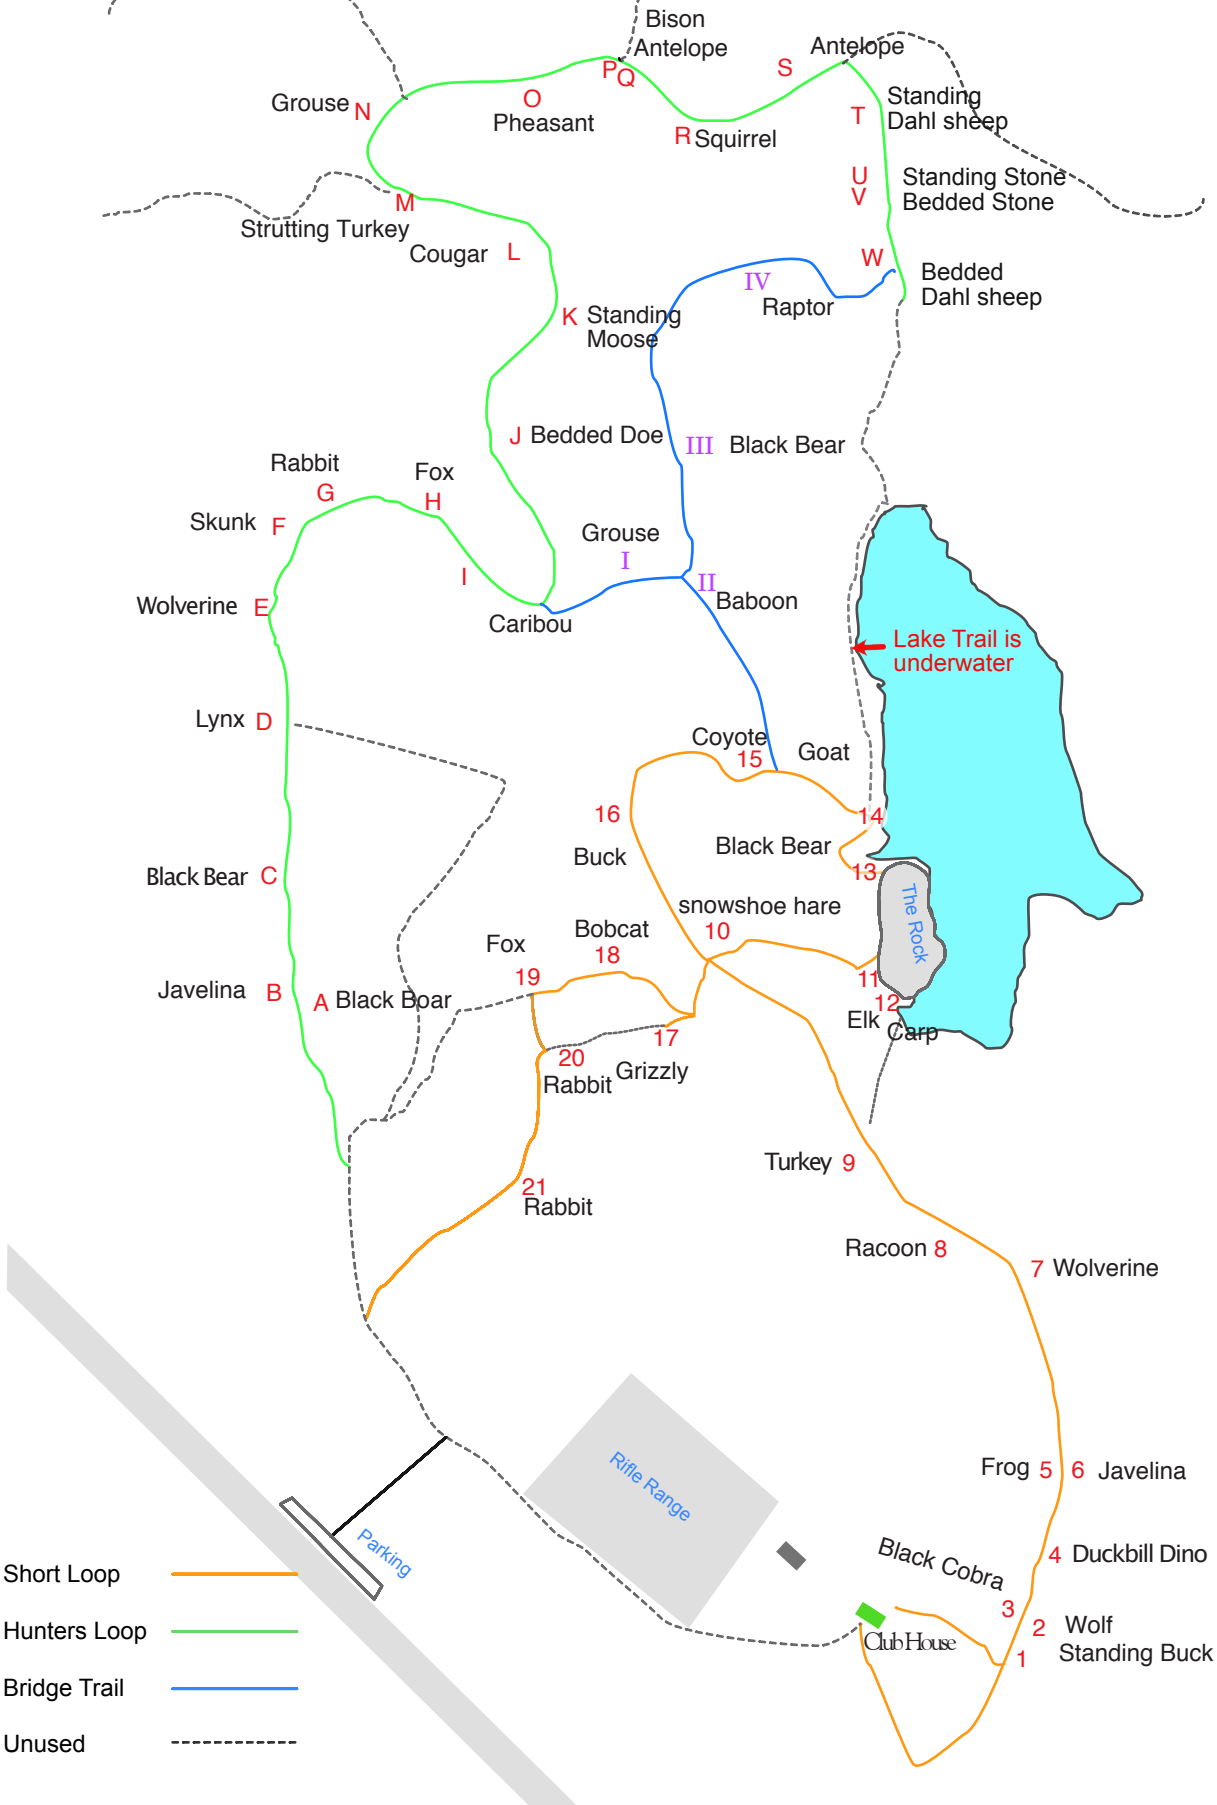 Bison
Antelope
P
Q
S
Antelope
Grouse
N
O
Pheasant
R
Squirrel
T
Standing
Dahl sheep
U
V
Standing Stone
Bedded Stone
M
Strutting Turkey
Cougar
L
W
Bedded
Dahl sheep
IV
Raptor
K
Standing
Moose
J
Bedded Doe
III
Black Bear
Rabbit
G
Fox
H
Skunk
F
Grouse
I
I
II
Baboon
Wolverine
E
Caribou
Lake Trail is
underwater
Lynx
D
Coyote
15
Goat
16
14
Buck
Black Bear
13
Black Bear
C
The Rock
snowshoe hare
10
Bobcat
18
Fox
19
11
12
Elk
Carp
Javelina
B
A
Black Boar
17
20
Grizzly
Rabbit
Turkey
9
21
Rabbit
Racoon
8
7
Wolverine
Frog
5
6
Javelina
Rifle Range
Parking
Black Cobra
4
Duckbill Dino
3
2
Wolf
1
Standing Buck
Club House
Short Loop
Hunters Loop
Bridge Trail
Unused